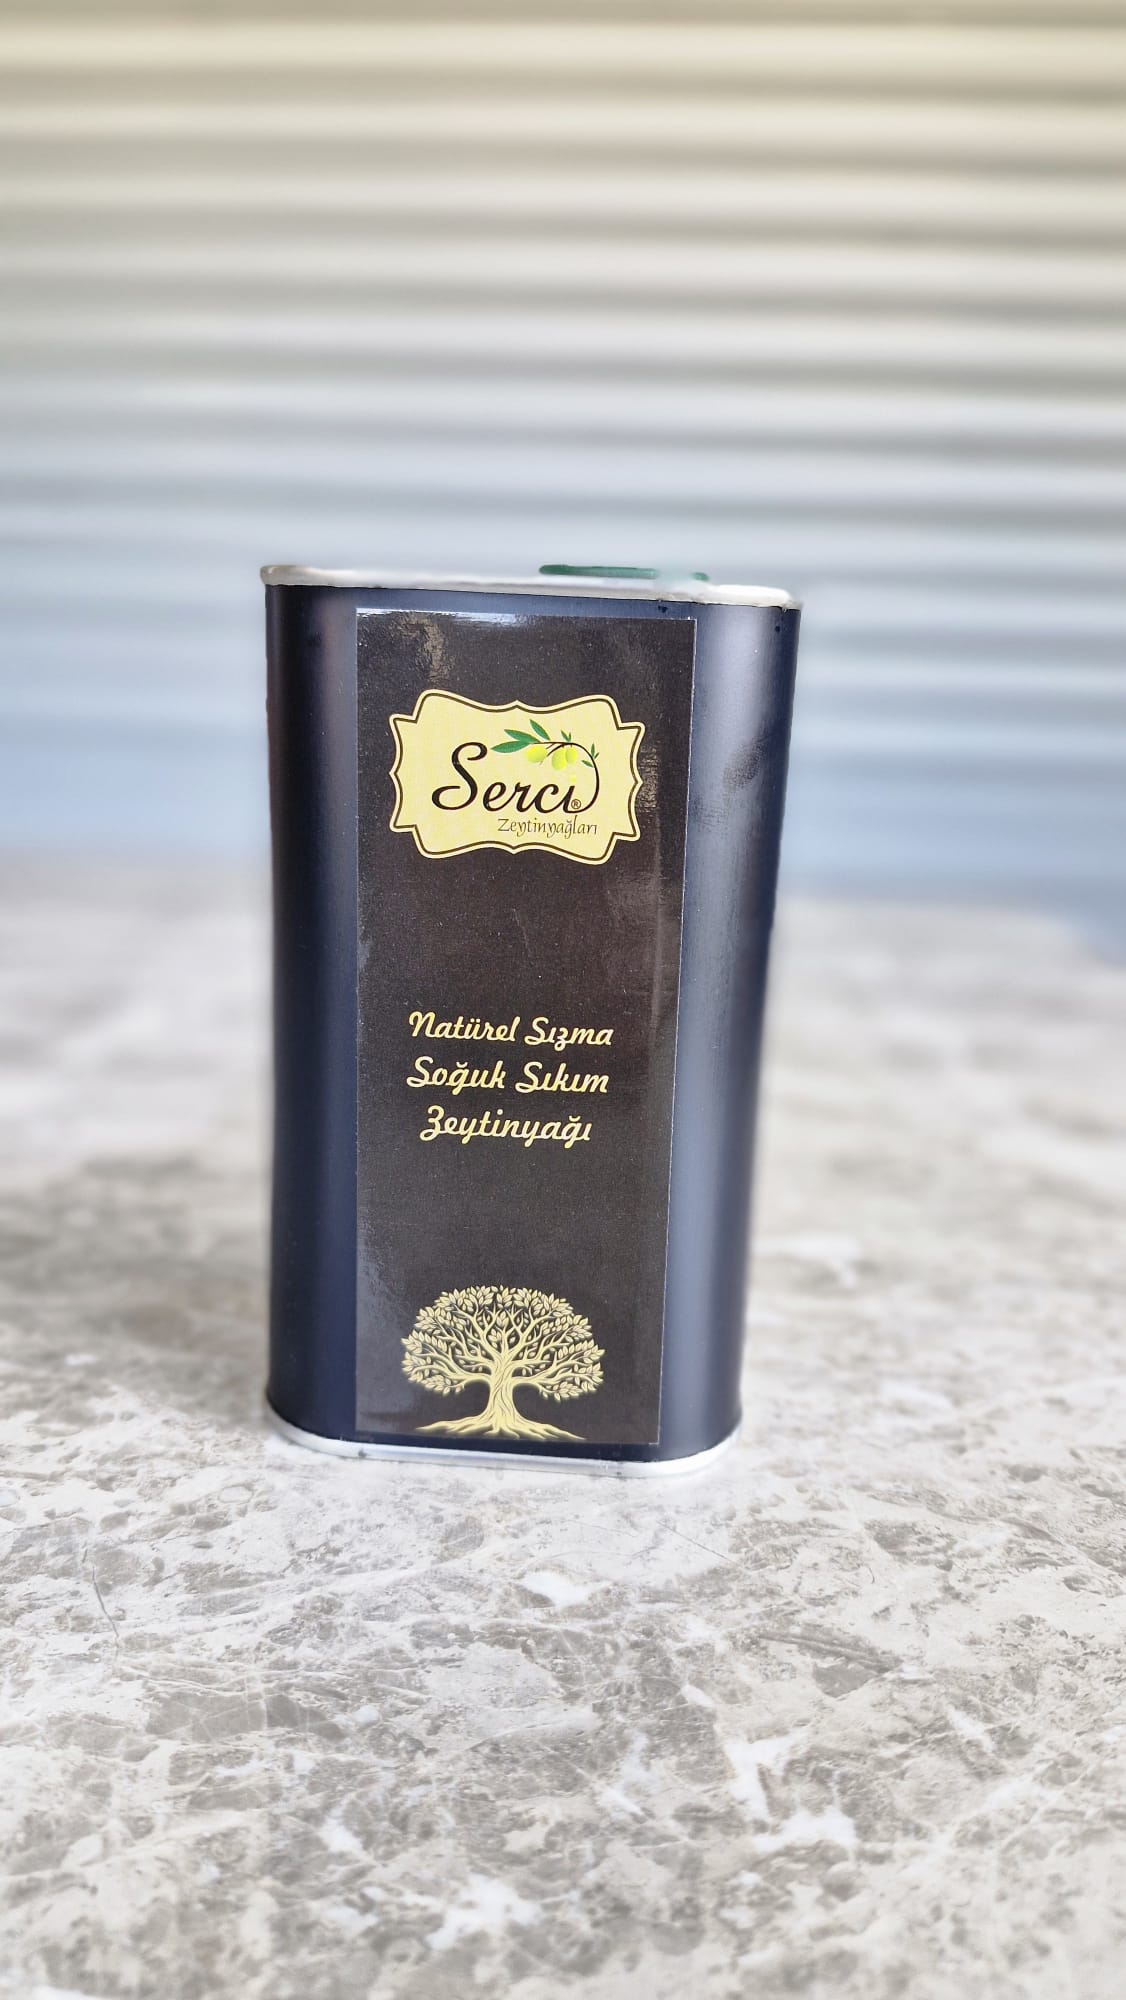 Serci®
Zeytinyağları
Natürel Sızma
Soğuk Sıkım
Zeytinyağı